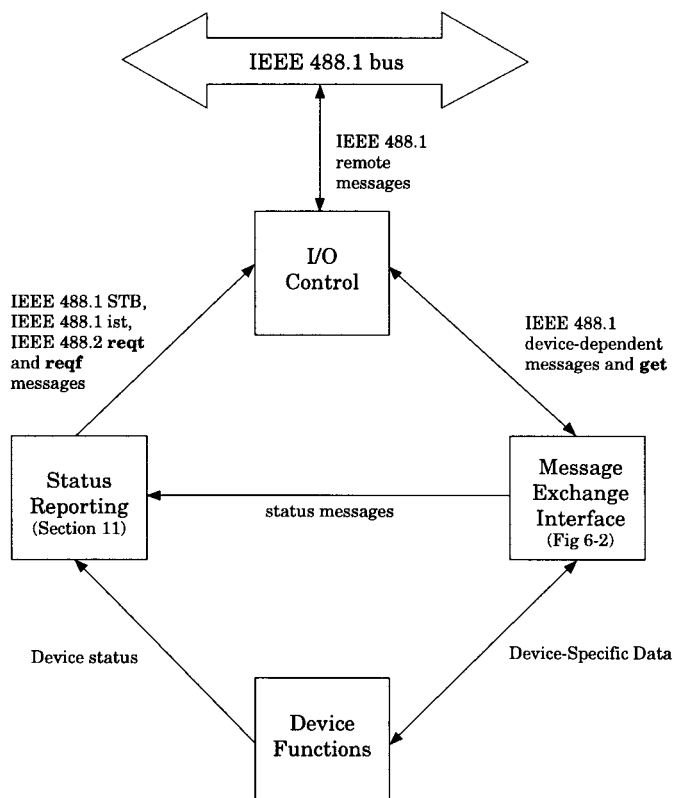 IEEE 488.1 bus
IEEE 488.1
remote
messages
I/O
Control
IEEE 488.1 STB,
IEEE 488.1 ist,
IEEE 488.2 reqt
and reqf
messages
IEEE 488.1
device-dependent
messages and get
Status
Reporting
(Section 11)
status messages
Message
Exchange
Interface
(Fig 6-2)
Device status
Device-Specific Data
Device
Functions